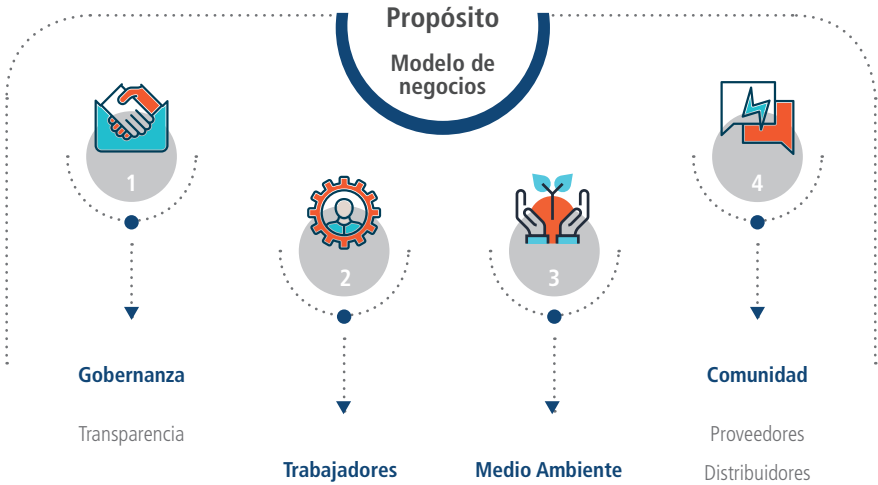 Propósito
Modelo de
negocios
1
2
3
4
Gobernanza
Transparencia
Trabajadores
Medio Ambiente
Comunidad
Proveedores
Distribuidores